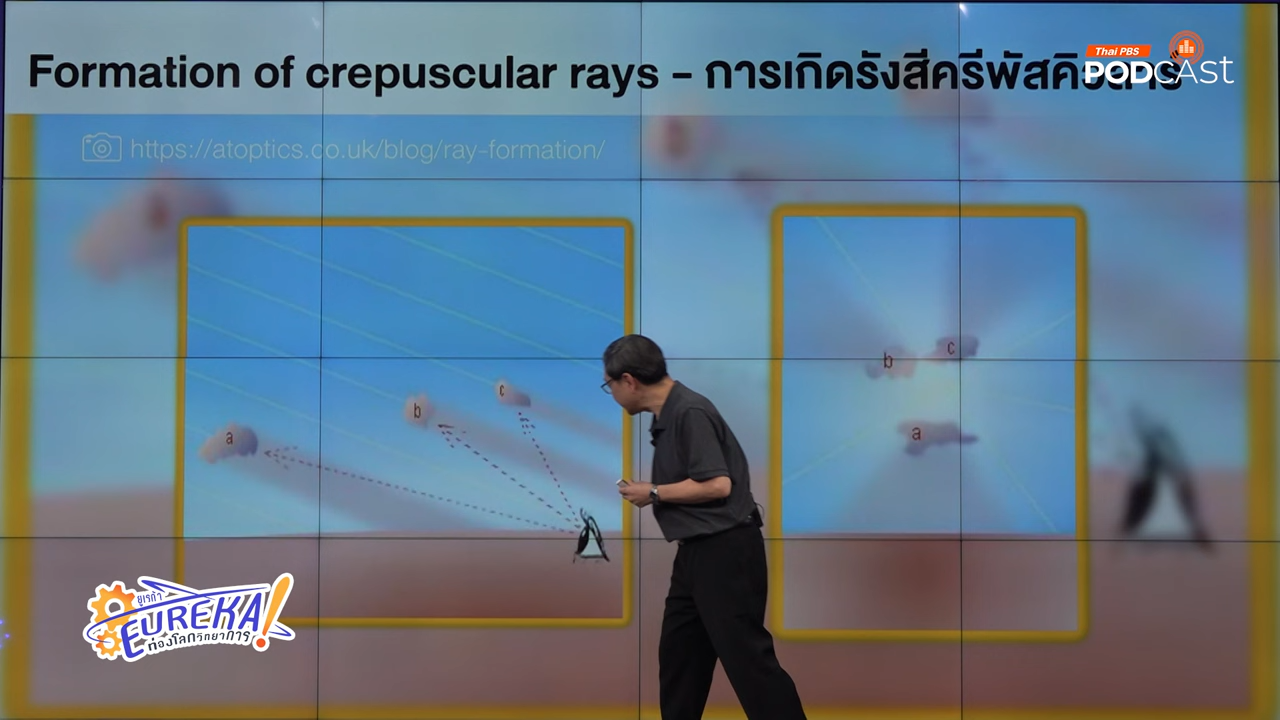 Formation of crepuscular rays – การเกิดรังสีครีพัสคิวลาร์
Thai PBS
PODCAST
https://atoptics.co.uk/blog/ray-formation/
a
b
c
b
c
a
ยูเรก้า
EUREKA!
ท่องโลกวิทยาการ